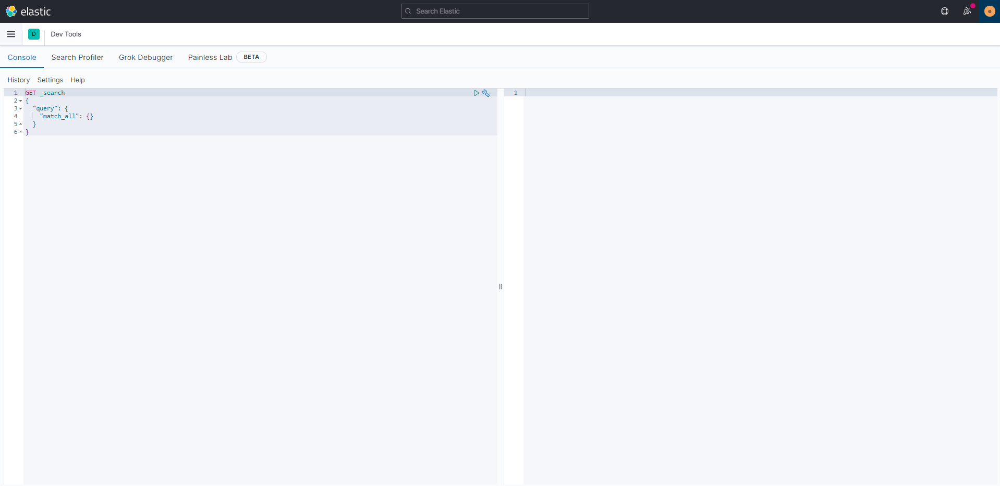 elastic
Search Elastic
e
D
Dev Tools
Console Search Profiler Grok Debugger Painless Lab BETA
History Settings Help
1 GET _search
2 {
3 "query": {
4 "match_all": {}
5 }
6 }
1